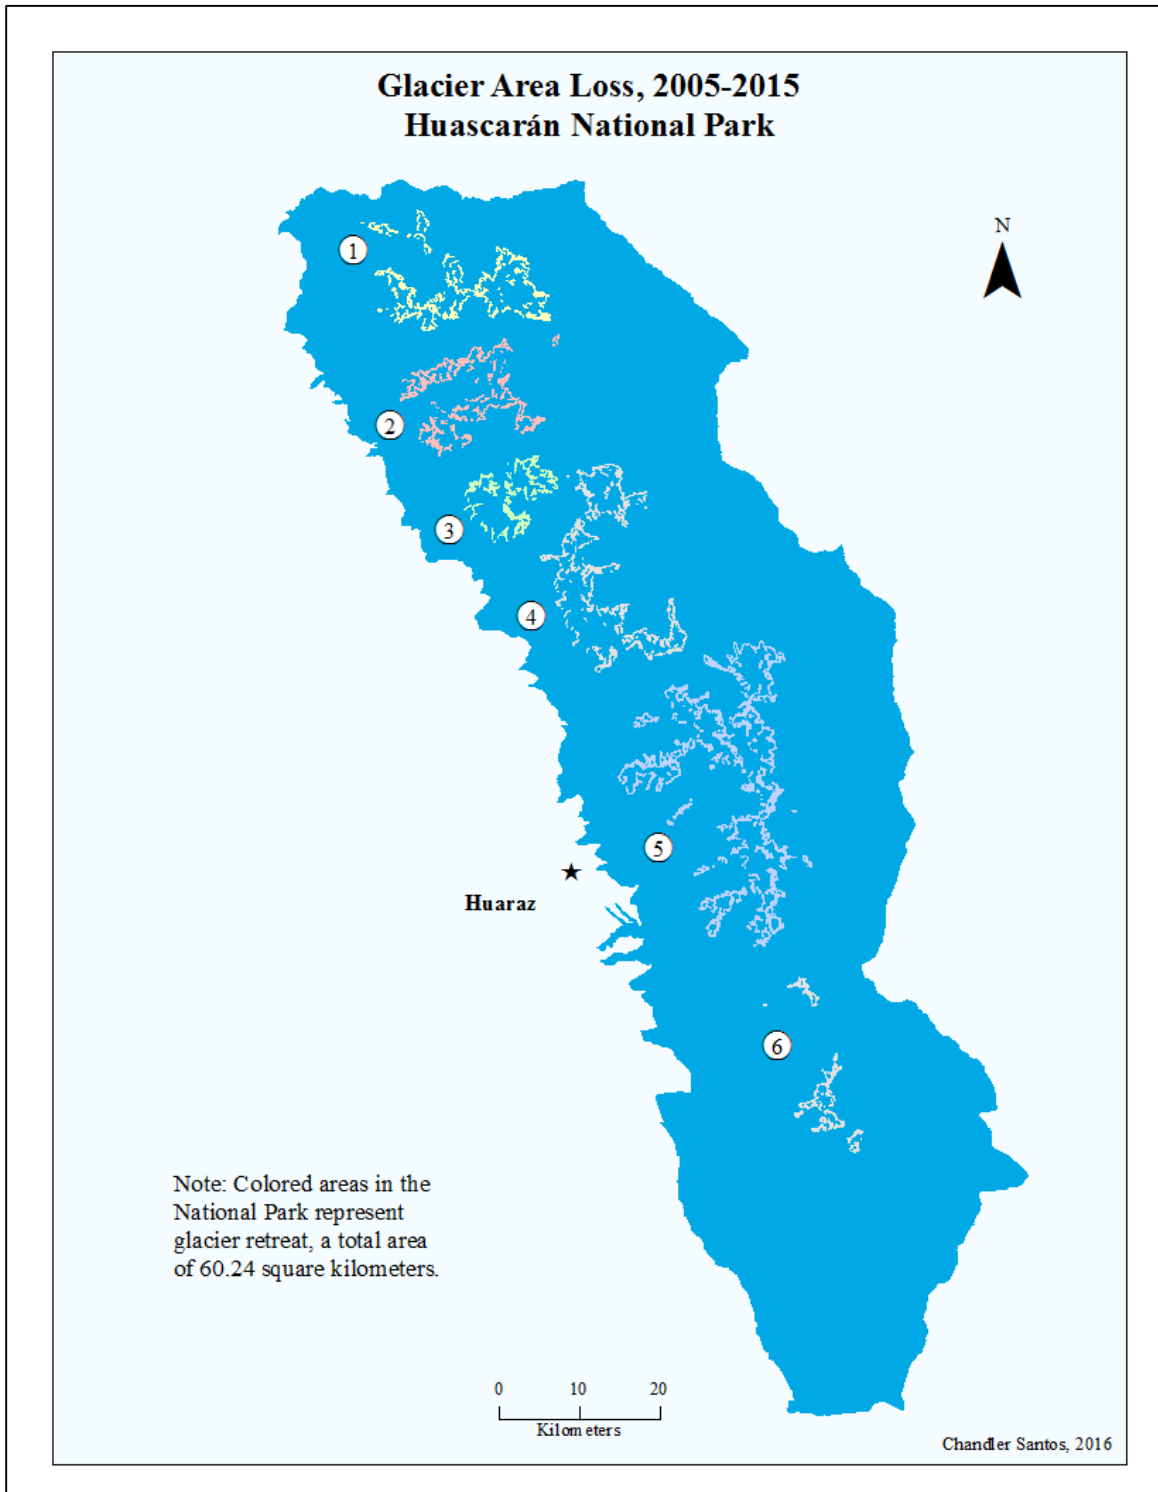 Glacier Area Loss, 2005-2015
Huascarán National Park
N
1
2
3
4
5
Huaraz
6
Note: Colored areas in the
National Park represent
glacier retreat, a total area
of 60.24 square kilometers.
0 10 20
Kilometers
Chandler Santos, 2016